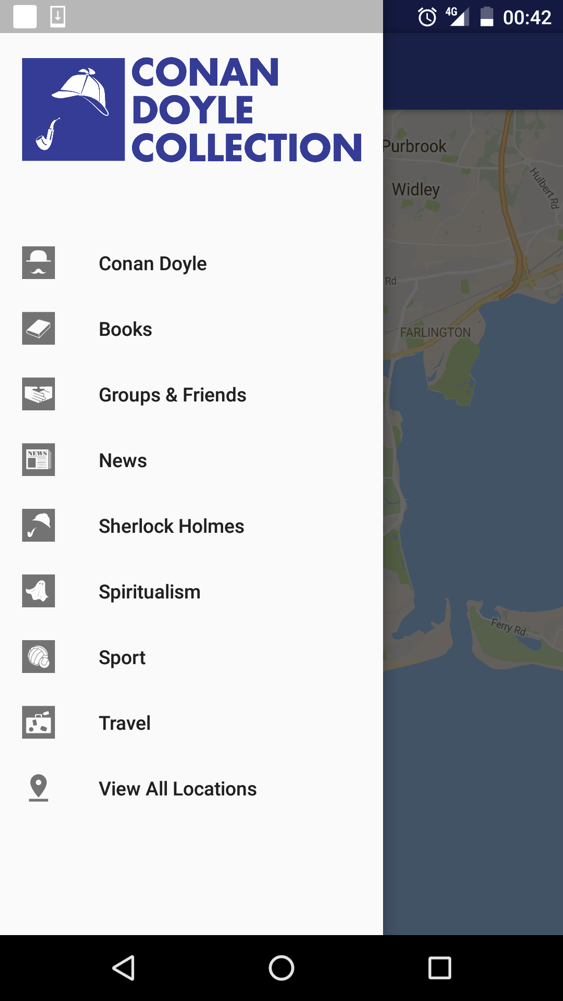 4G
00:42
CONAN
DOYLE
COLLECTION
Conan Doyle
Books
Groups & Friends
NEWS
News
Sherlock Holmes
Spiritualism
Sport
Travel
View All Locations
Purbrook
Widley
Hulbert Rd
Rd
FARLINGTON
Ferry Rd